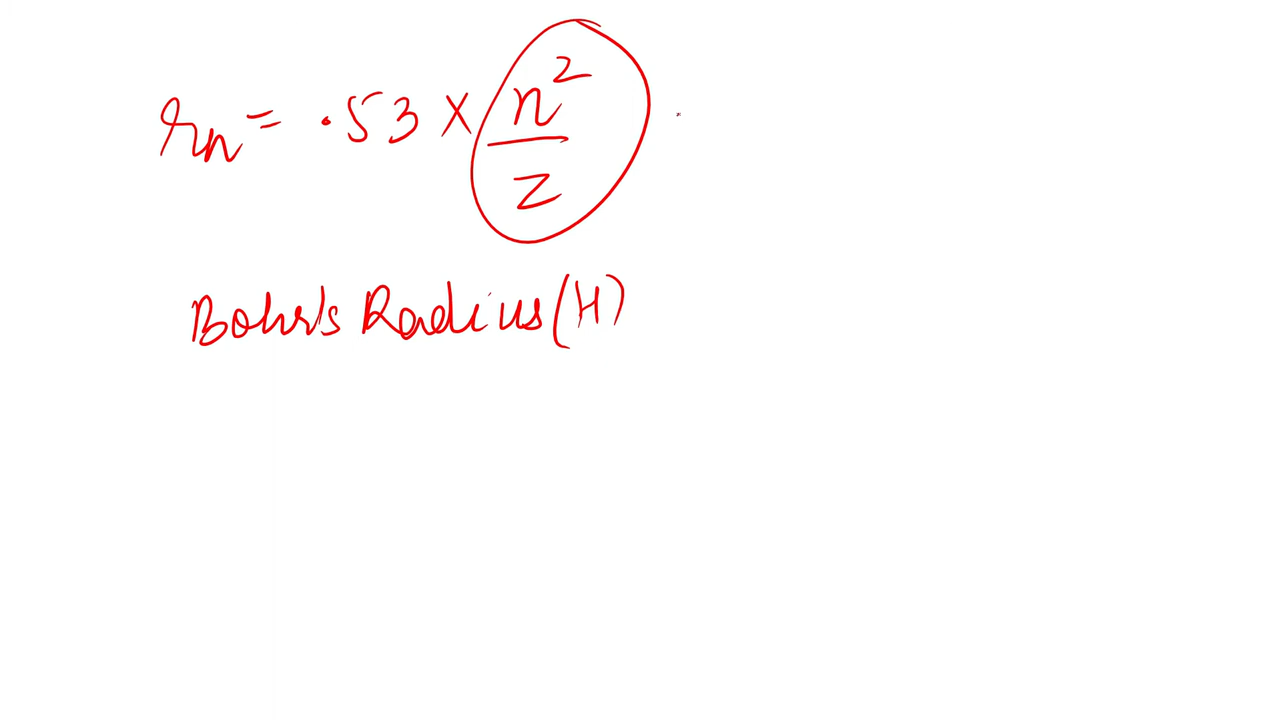 rn = .53 × n²/z
Bohr's Radius (H)